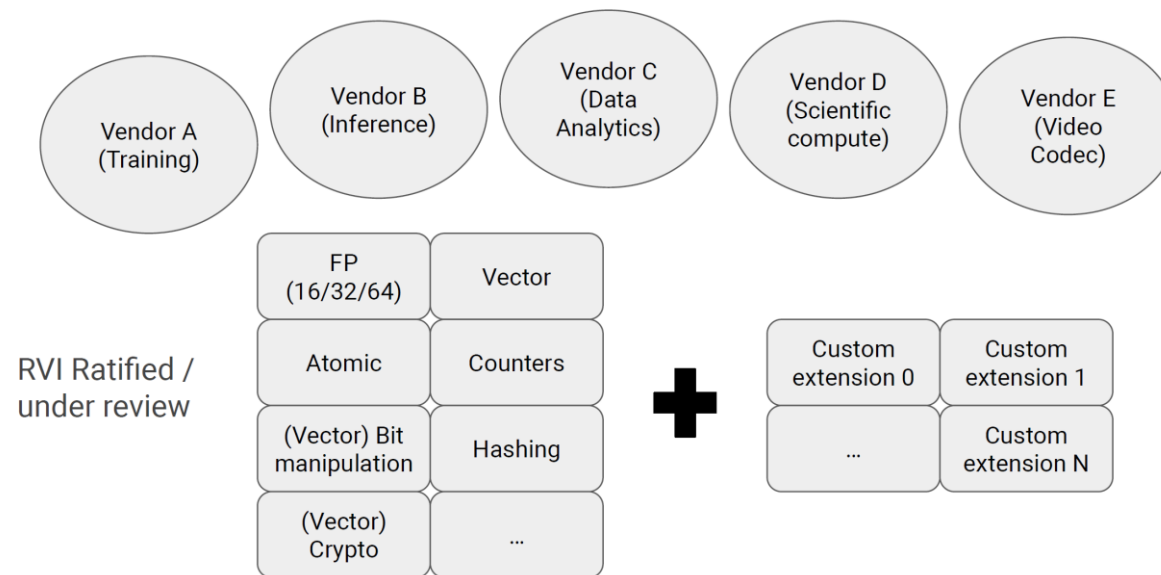 Vendor A
(Training)
Vendor B
(Inference)
Vendor C
(Data
Analytics)
Vendor D
(Scientific
compute)
Vendor E
(Video
Codec)
RVI Ratified /
under review
FP
(16/32/64)
Vector
Atomic
Counters
(Vector) Bit
manipulation
Hashing
(Vector)
Crypto
...
Custom
extension 0
Custom
extension 1
...
Custom
extension N